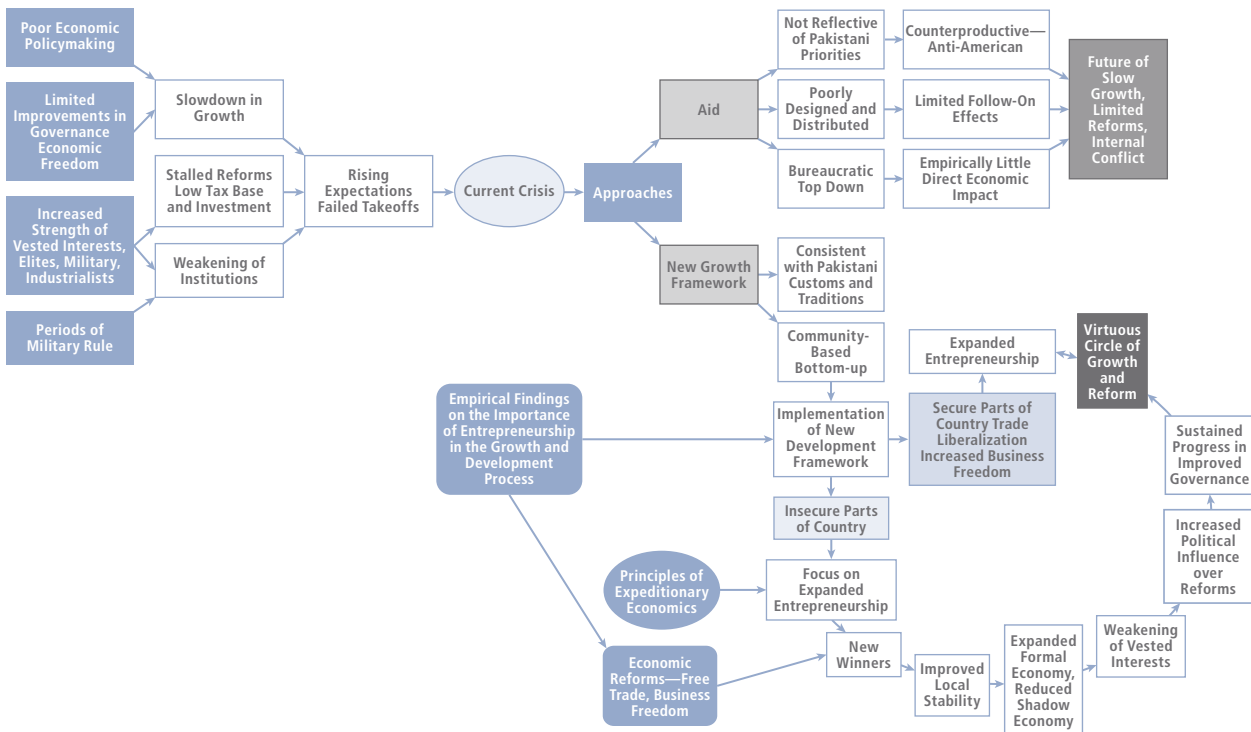 Poor Economic
Policymaking
Limited
Improvements in
Governance
Economic
Freedom
Increased
Strength of
Vested Interests,
Elites, Military,
Industrialists
Periods of
Military Rule
Slowdown in
Growth
Stalled Reforms
Low Tax Base
and Investment
Weakening of
Institutions
Rising
Expectations
Failed Takeoffs
Current Crisis
Approaches
Aid
Not Reflective
of Pakistani
Priorities
Poorly
Designed and
Distributed
Bureaucratic
Top Down
Counterproductive—
Anti-American
Limited Follow-On
Effects
Empirically Little
Direct Economic
Impact
Future of
Slow
Growth,
Limited
Reforms,
Internal
Conflict
New Growth
Framework
Consistent
with Pakistani
Customs and
Traditions
Community-
Based
Bottom-up
Empirical Findings
on the Importance
of Entrepreneurship
in the Growth and
Development
Process
Implementation
of New
Development
Framework
Secure Parts of
Country Trade
Liberalization
Increased Business
Freedom
Expanded
Entrepreneurship
Virtuous
Circle of
Growth
and
Reform
Insecure Parts
of Country
Principles of
Expeditionary
Economics
Focus on
Expanded
Entrepreneurship
Economic
Reforms—Free
Trade, Business
Freedom
New
Winners
Improved
Local
Stability
Expanded
Formal
Economy,
Reduced
Shadow
Economy
Weakening
of Vested
Interests
Increased
Political
Influence
over
Reforms
Sustained
Progress in
Improved
Governance